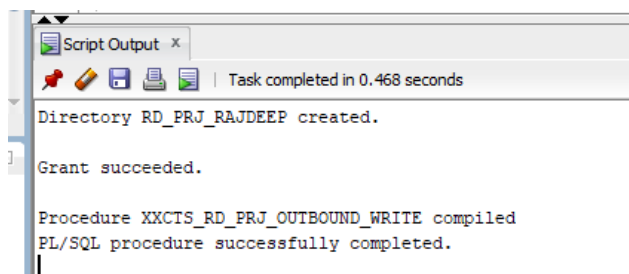 Script Output x
Task completed in 0.468 seconds
Directory RD_PRJ_RAJDEEP created.
Grant succeeded.
Procedure XXCTS_RD_PRJ_OUTBOUND_WRITE compiled
PL/SQL procedure successfully completed.